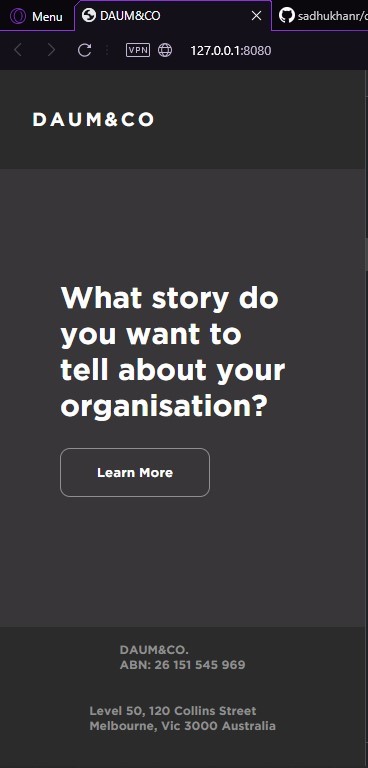 Menu
DAUM&CO
sadhukhanr/
VPN
127.0.0.1:8080
DAUM&CO
What story do
you want to
tell about your
organisation?
Learn More
DAUM&CO.
ABN: 26 151 545 969
Level 50, 120 Collins Street
Melbourne, Vic 3000 Australia